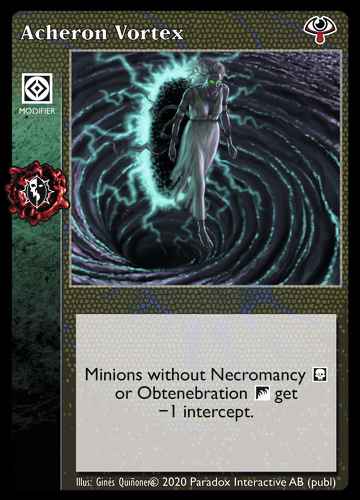 Acheron Vortex
MODIFIER
Minions without Necromancy
or Obtenebration get
−1 intercept.
Illus: Ginés Quiñonero © 2020 Paradox Interactive AB (publ)